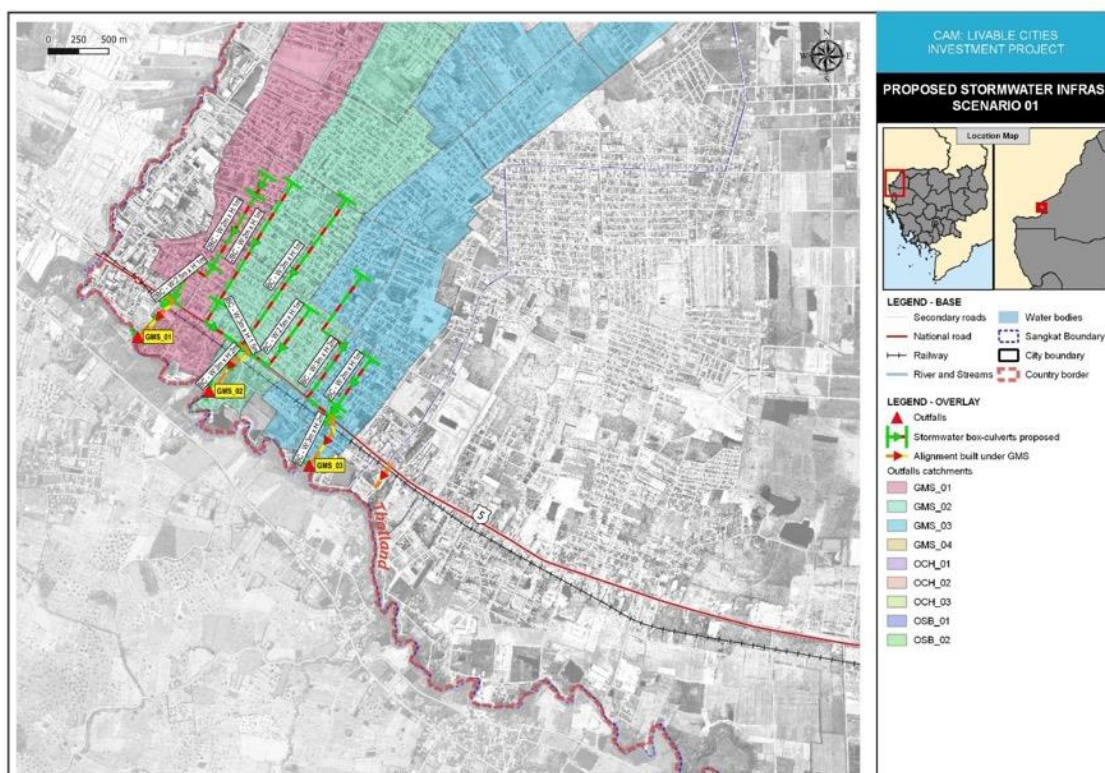 0 250 500 m
N
W E
S
CAM: LIVABLE CITIES
INVESTMENT PROJECT
PROPOSED STORMWATER INFRAS
SCENARIO 01
Location Map
LEGEND - BASE
Secondary roads
National road
Railway
River and Streams
Water bodies
Sangkat Boundary
City boundary
Country border
LEGEND - OVERLAY
Outfalls
Stormwater box-culverts proposed
Alignment built under GMS
Outfalls catchments
GMS_01
GMS_02
GMS_03
GMS_04
OCH_01
OCH_02
OCH_03
OSB_01
OSB_02
GMS_01
GMS_02
GMS_03
5
Thailand